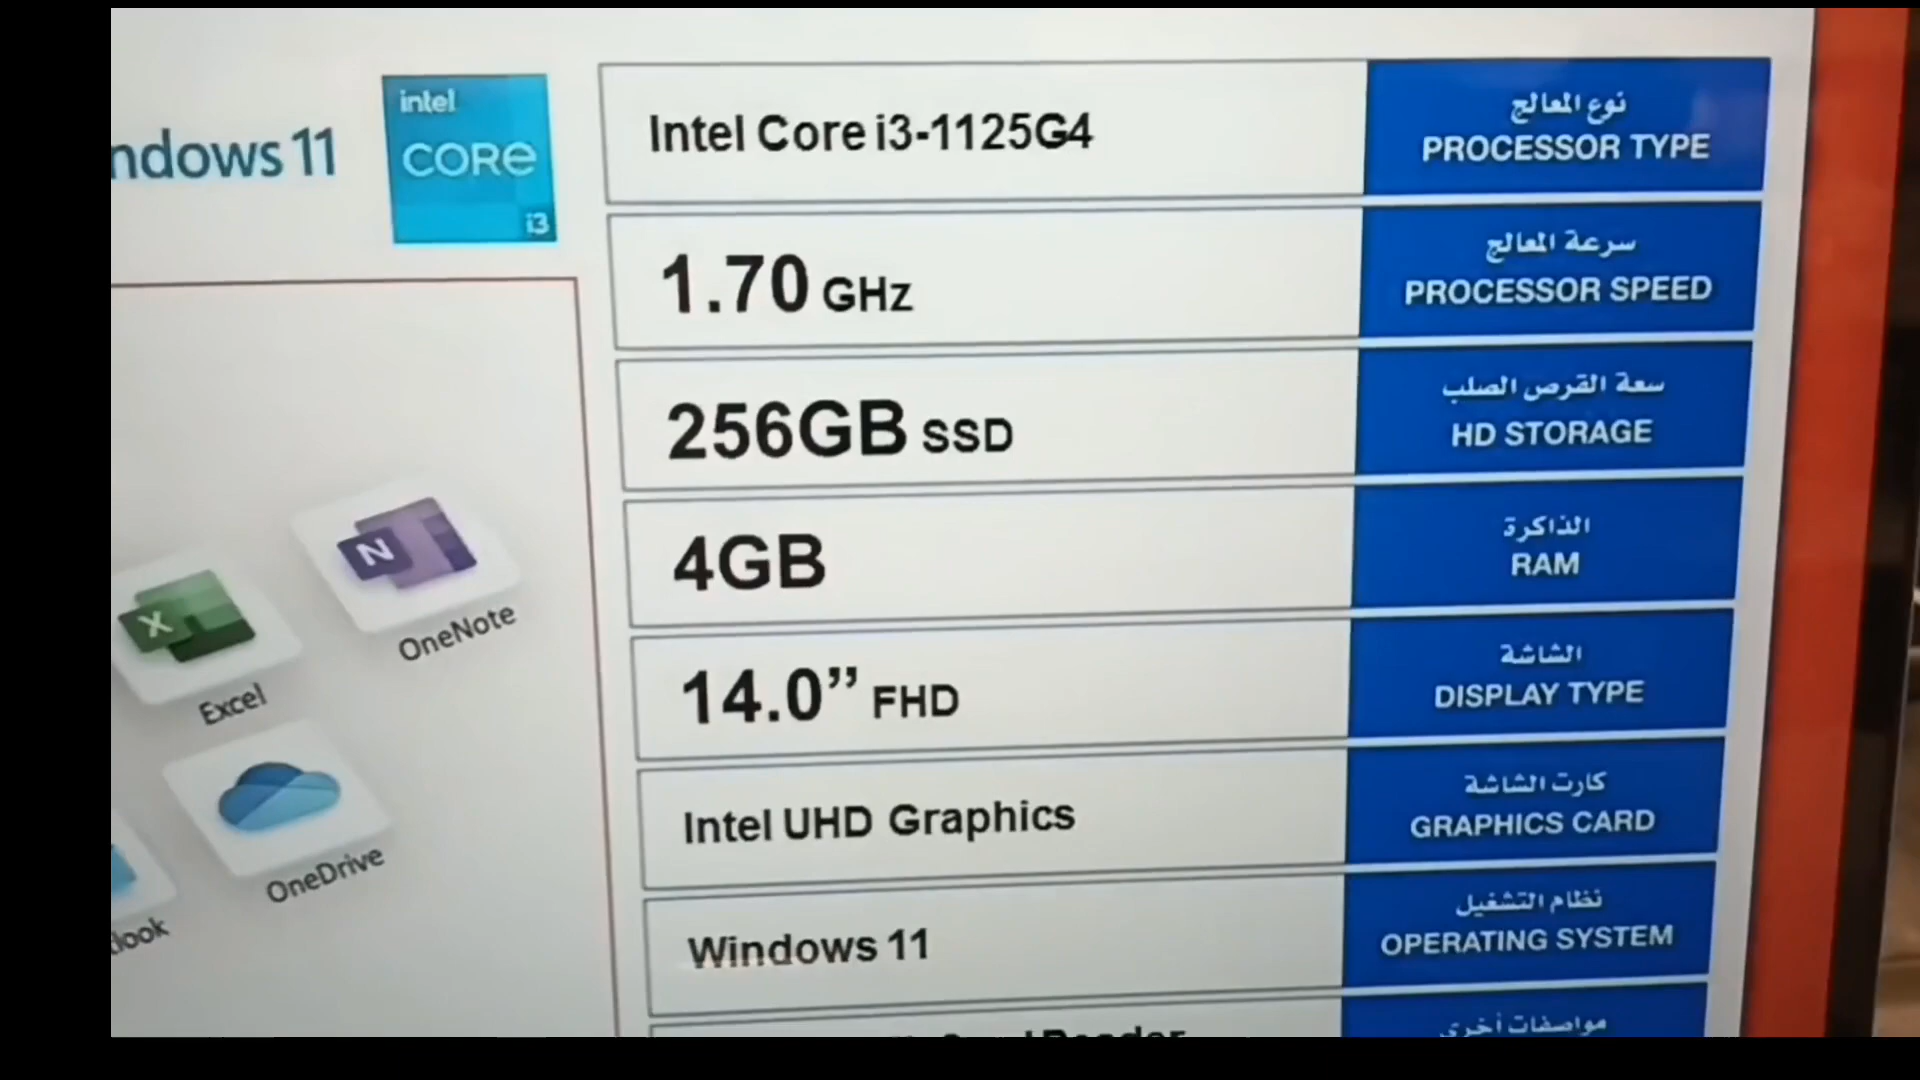 ndows 11
intel
CORE
i3
Intel Core i3-1125G4
نوع المعالج
PROCESSOR TYPE
1.70 GHz
سرعة المعالج
PROCESSOR SPEED
256GB SSD
سعة القرص الصلب
HD STORAGE
4GB
الذاكرة
RAM
14.0” FHD
الشاشة
DISPLAY TYPE
Intel UHD Graphics
كارت الشاشة
GRAPHICS CARD
Windows 11
نظام التشغيل
OPERATING SYSTEM
مواصفات أخرى
N
OneNote
X
Excel
OneDrive
tlook